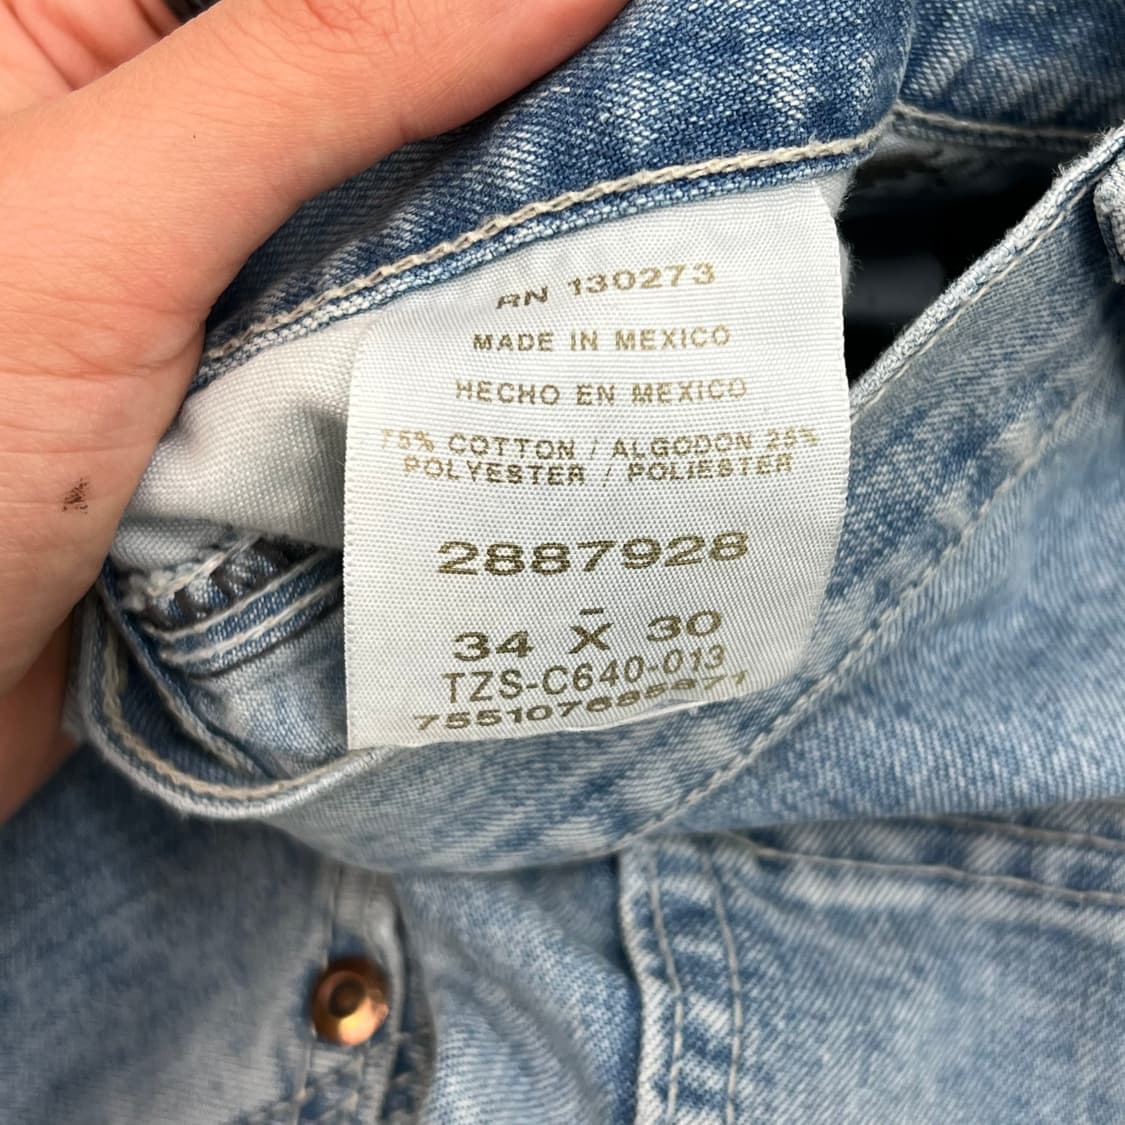 RN 130273
MADE IN MEXICO
HECHO EN MEXICO
75% COTTON / ALGODON 25%
POLYESTER / POLIESTER
2887928
34 X 30
TZS-C640-013